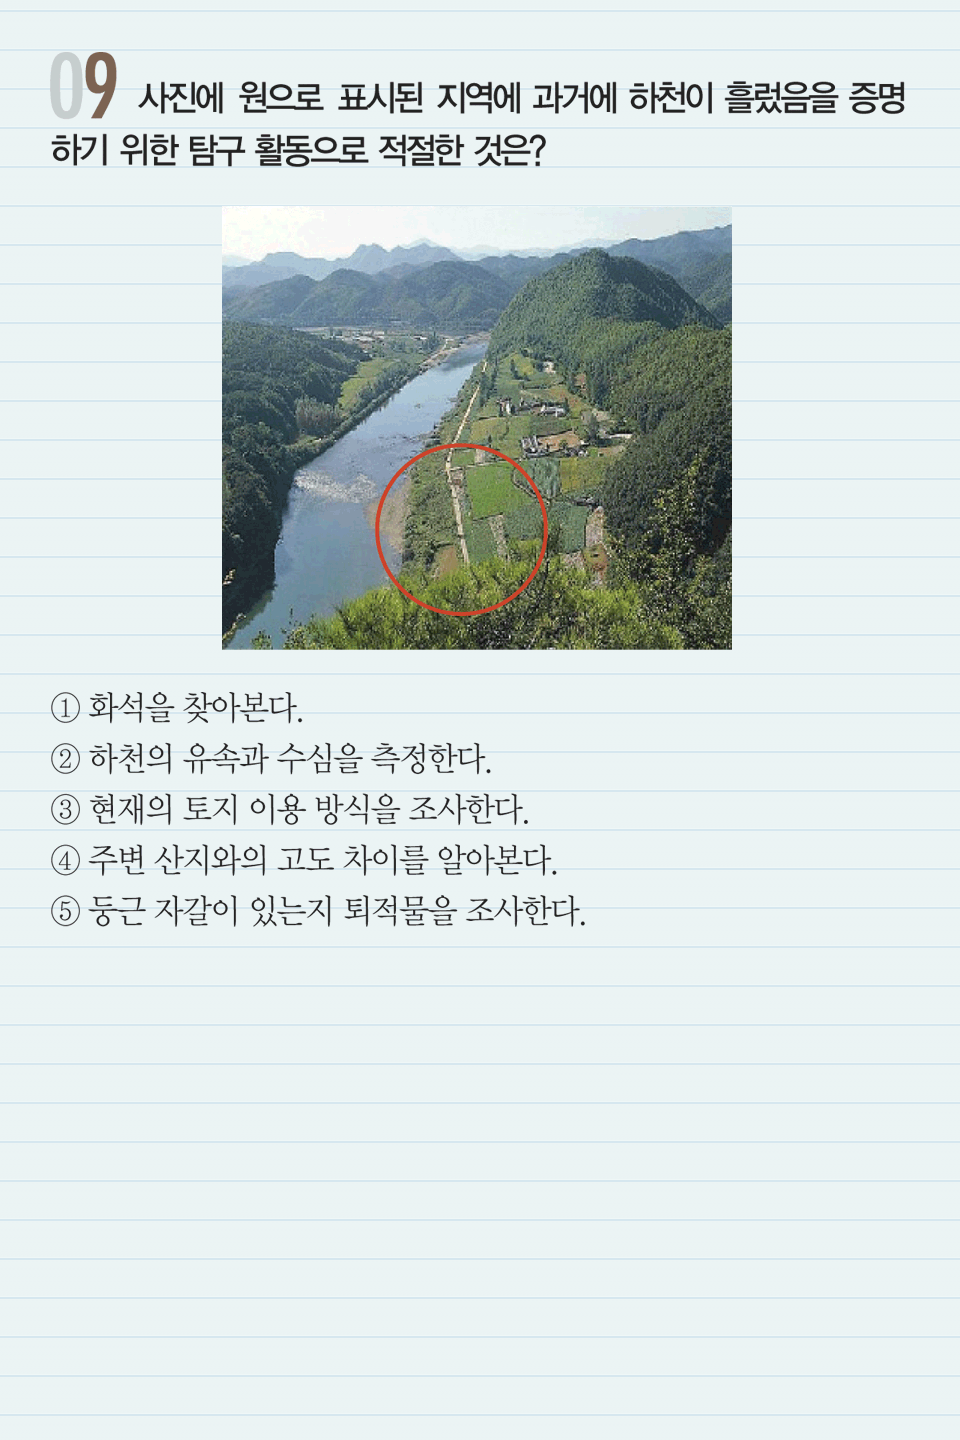 09 사진에 원으로 표시된 지역에 과거에 하천이 흘렀음을 증명
하기 위한 탐구 활동으로 적절한 것은?
① 화석을 찾아본다.
② 하천의 유속과 수심을 측정한다.
③ 현재의 토지 이용 방식을 조사한다.
④ 주변 산지와의 고도 차이를 알아본다.
⑤ 둥근 자갈이 있는지 퇴적물을 조사한다.